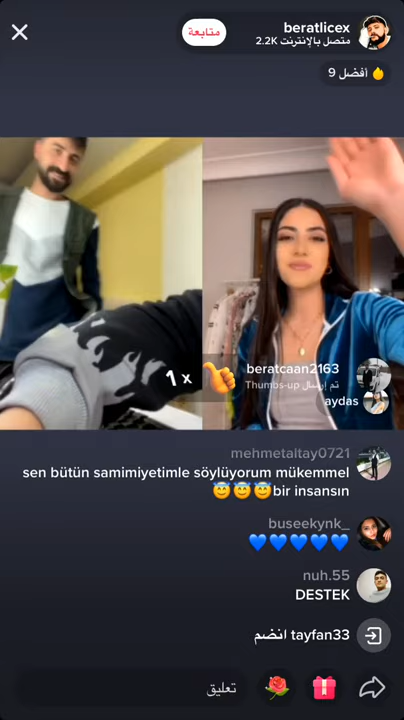 beratlicex
متصل بالإنترنت 2.2K
متابعة
أفضل 9
1 x
beratcaan2163
تم إرسال Thumbs-up
aydas
mehmetaltay0721
sen bütün samimiyetimle söylüyorum mükemmel
bir insansın😇😇😇
buseekynk_
💙💙💙💙💙
nuh.55
DESTEK
tayfan33 انضم
تعليق